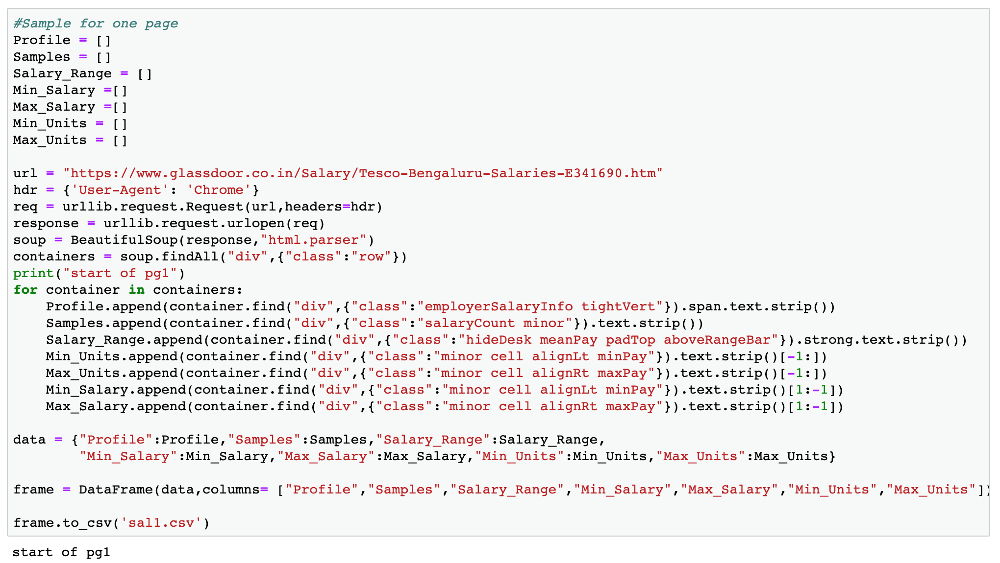 #Sample for one page
Profile = []
Samples = []
Salary_Range = []
Min_Salary =[]
Max_Salary =[]
Min_Units = []
Max_Units = []

url = "https://www.glassdoor.co.in/Salary/Tesco-Bengaluru-Salaries-E341690.htm"
hdr = {'User-Agent': 'Chrome'}
req = urllib.request.Request(url,headers=hdr)
response = urllib.request.urlopen(req)
soup = BeautifulSoup(response,"html.parser")
containers = soup.findAll("div",{"class":"row"})
print("start of pg1")
for container in containers:
    Profile.append(container.find("div",{"class":"employerSalaryInfo tightVert"}).span.text.strip())
    Samples.append(container.find("div",{"class":"salaryCount minor"}).text.strip())
    Salary_Range.append(container.find("div",{"class":"hideDesk meanPay padTop aboveRangeBar"}).strong.text.strip())
    Min_Units.append(container.find("div",{"class":"minor cell alignLt minPay"}).text.strip()[-1:])
    Max_Units.append(container.find("div",{"class":"minor cell alignRt maxPay"}).text.strip()[-1:])
    Min_Salary.append(container.find("div",{"class":"minor cell alignLt minPay"}).text.strip()[1:-1])
    Max_Salary.append(container.find("div",{"class":"minor cell alignRt maxPay"}).text.strip()[1:-1])

data = {"Profile":Profile,"Samples":Samples,"Salary_Range":Salary_Range,
        "Min_Salary":Min_Salary,"Max_Salary":Max_Salary,"Min_Units":Min_Units,"Max_Units":Max_Units}

frame = DataFrame(data,columns= ["Profile","Samples","Salary_Range","Min_Salary","Max_Salary","Min_Units","Max_Units"])

frame.to_csv('sal1.csv')
start of pg1